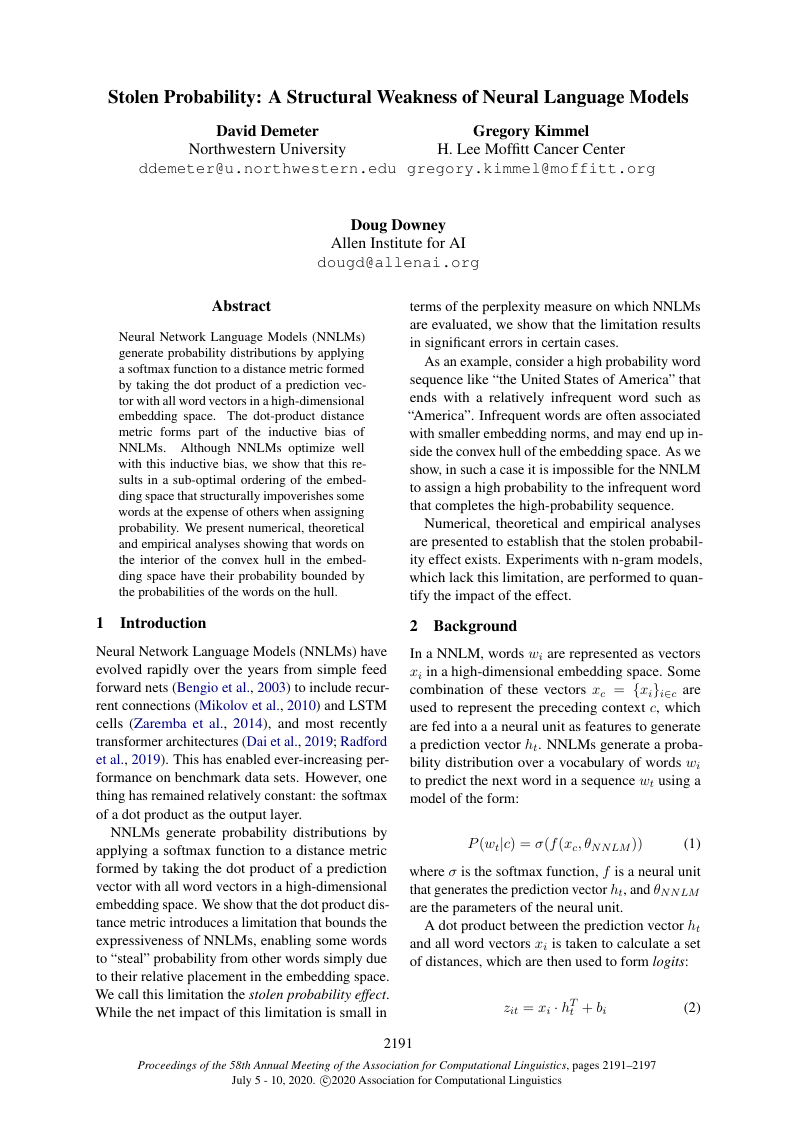 Stolen Probability: A Structural Weakness of Neural Language Models
David Demeter
Northwestern University
ddemeter@u.northwestern.edu
Gregory Kimmel
H. Lee Moffitt Cancer Center
gregory.kimmel@moffitt.org
Doug Downey
Allen Institute for AI
dougd@allenai.org
Abstract
Neural Network Language Models (NNLMs)
generate probability distributions by applying
a softmax function to a distance metric formed
by taking the dot product of a prediction vec-
tor with all word vectors in a high-dimensional
embedding space. The dot-product distance
metric forms part of the inductive bias of
NNLMs. Although NNLMs optimize well
with this inductive bias, we show that this re-
sults in a sub-optimal ordering of the embed-
ding space that structurally impoverishes some
words at the expense of others when assigning
probability. We present numerical, theoretical
and empirical analyses showing that words on
the interior of the convex hull in the embed-
ding space have their probability bounded by
the probabilities of the words on the hull.
1 Introduction
Neural Network Language Models (NNLMs) have
evolved rapidly over the years from simple feed
forward nets (Bengio et al., 2003) to include recur-
rent connections (Mikolov et al., 2010) and LSTM
cells (Zaremba et al., 2014), and most recently
transformer architectures (Dai et al., 2019; Radford
et al., 2019). This has enabled ever-increasing per-
formance on benchmark data sets. However, one
thing has remained relatively constant: the softmax
of a dot product as the output layer.
NNLMs generate probability distributions by
applying a softmax function to a distance metric
formed by taking the dot product of a prediction
vector with all word vectors in a high-dimensional
embedding space. We show that the dot product dis-
tance metric introduces a limitation that bounds the
expressiveness of NNLMs, enabling some words
to “steal” probability from other words simply due
to their relative placement in the embedding space.
We call this limitation the stolen probability effect.
While the net impact of this limitation is small in
terms of the perplexity measure on which NNLMs
are evaluated, we show that the limitation results
in significant errors in certain cases.
As an example, consider a high probability word
sequence like “the United States of America” that
ends with a relatively infrequent word such as
“America”. Infrequent words are often associated
with smaller embedding norms, and may end up in-
side the convex hull of the embedding space. As we
show, in such a case it is impossible for the NNLM
to assign a high probability to the infrequent word
that completes the high-probability sequence.
Numerical, theoretical and empirical analyses
are presented to establish that the stolen probabil-
ity effect exists. Experiments with n-gram models,
which lack this limitation, are performed to quan-
tify the impact of the effect.
2 Background
In a NNLM, words w_i are represented as vectors
x_i in a high-dimensional embedding space. Some
combination of these vectors x_c = {x_i}_{i∈c} are
used to represent the preceding context c, which
are fed into a a neural unit as features to generate
a prediction vector h_t. NNLMs generate a proba-
bility distribution over a vocabulary of words w_i
to predict the next word in a sequence w_t using a
model of the form:
P(w_t|c) = σ(f(x_c, θ_{NNLM})) (1)
where σ is the softmax function, f is a neural unit
that generates the prediction vector h_t, and θ_{NNLM}
are the parameters of the neural unit.
A dot product between the prediction vector h_t
and all word vectors x_i is taken to calculate a set
of distances, which are then used to form logits:
z_{it} = x_i · h_t^T + b_i (2)
2191
Proceedings of the 58th Annual Meeting of the Association for Computational Linguistics, pages 2191–2197
July 5 - 10, 2020. ©2020 Association for Computational Linguistics